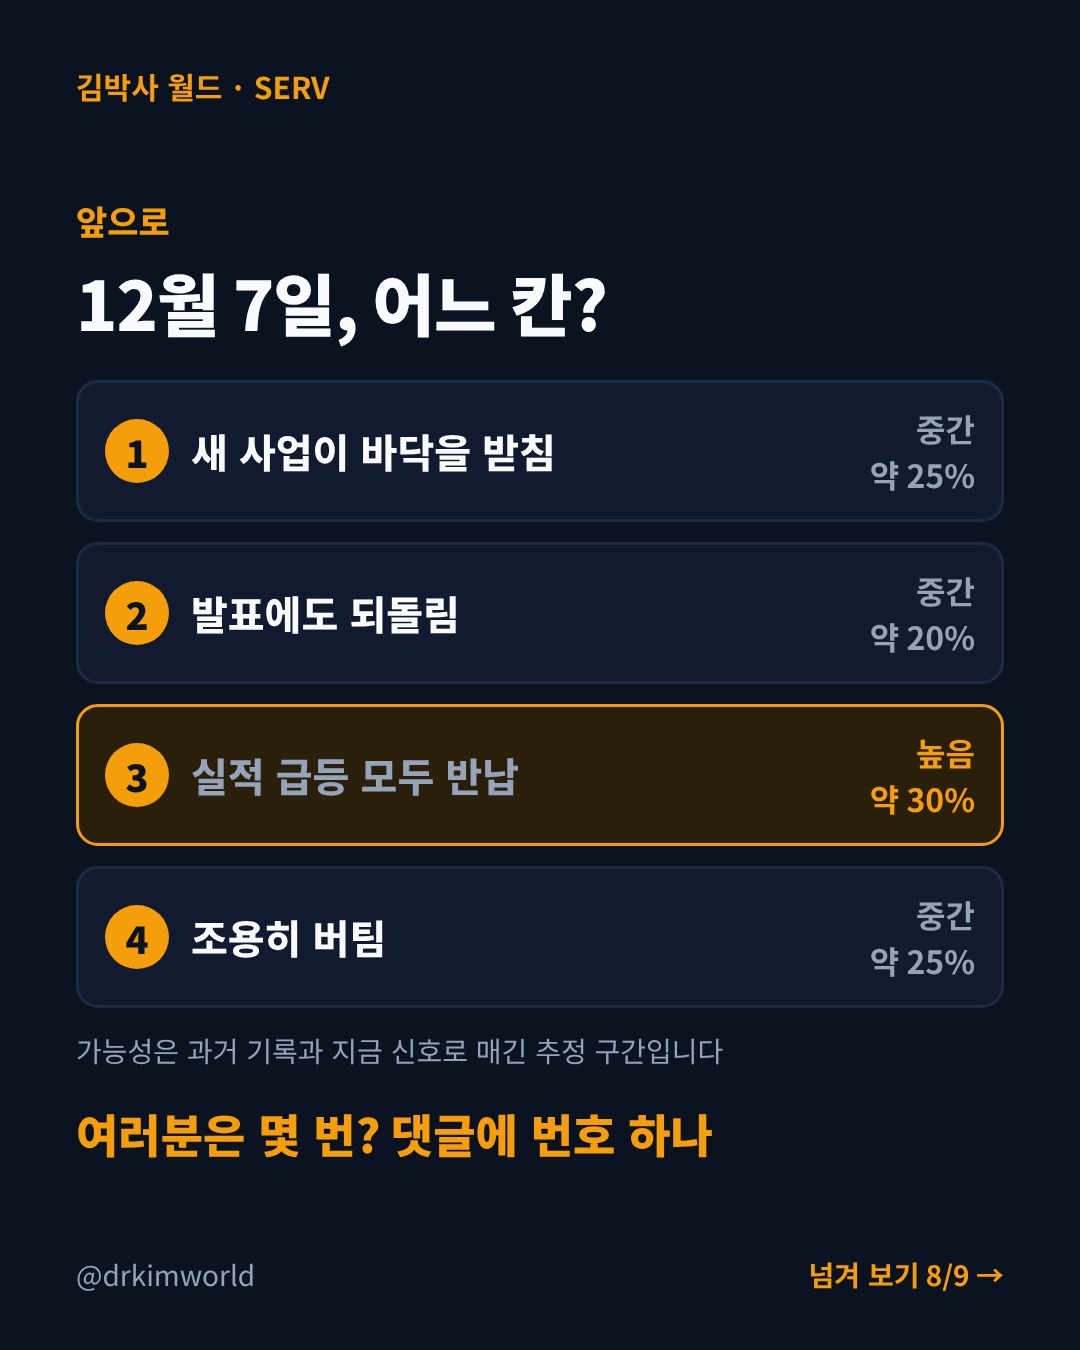 김박사 월드 · SERV
앞으로
12월 7일, 어느 칸?
1 새 사업이 바닥을 받침
중간
약 25%
2 발표에도 되돌림
중간
약 20%
3 실적 급등 모두 반납
높음
약 30%
4 조용히 버팀
중간
약 25%
가능성은 과거 기록과 지금 신호로 매긴 추정 구간입니다
여러분은 몇 번? 댓글에 번호 하나
@drkimworld
넘겨 보기 8/9 →